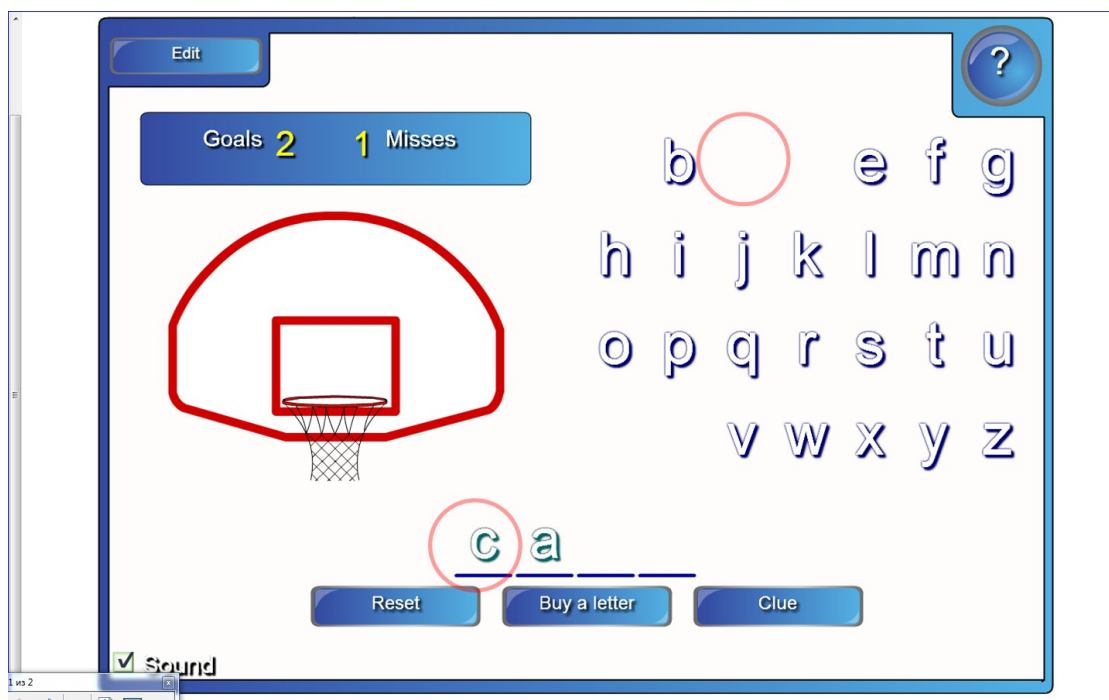 Edit
?
Goals 2 1 Misses
b e f g
h i j k l m n
o p q r s t u
v w x y z
c a
Reset Buy a letter Clue
Sound
1 из 2